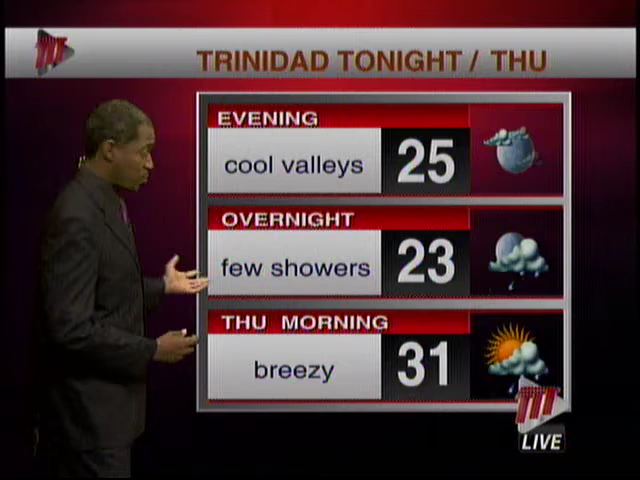 TRINIDAD TONIGHT / THU
EVENING
cool valleys
25
OVERNIGHT
few showers
23
THU MORNING
breezy
31
LIVE